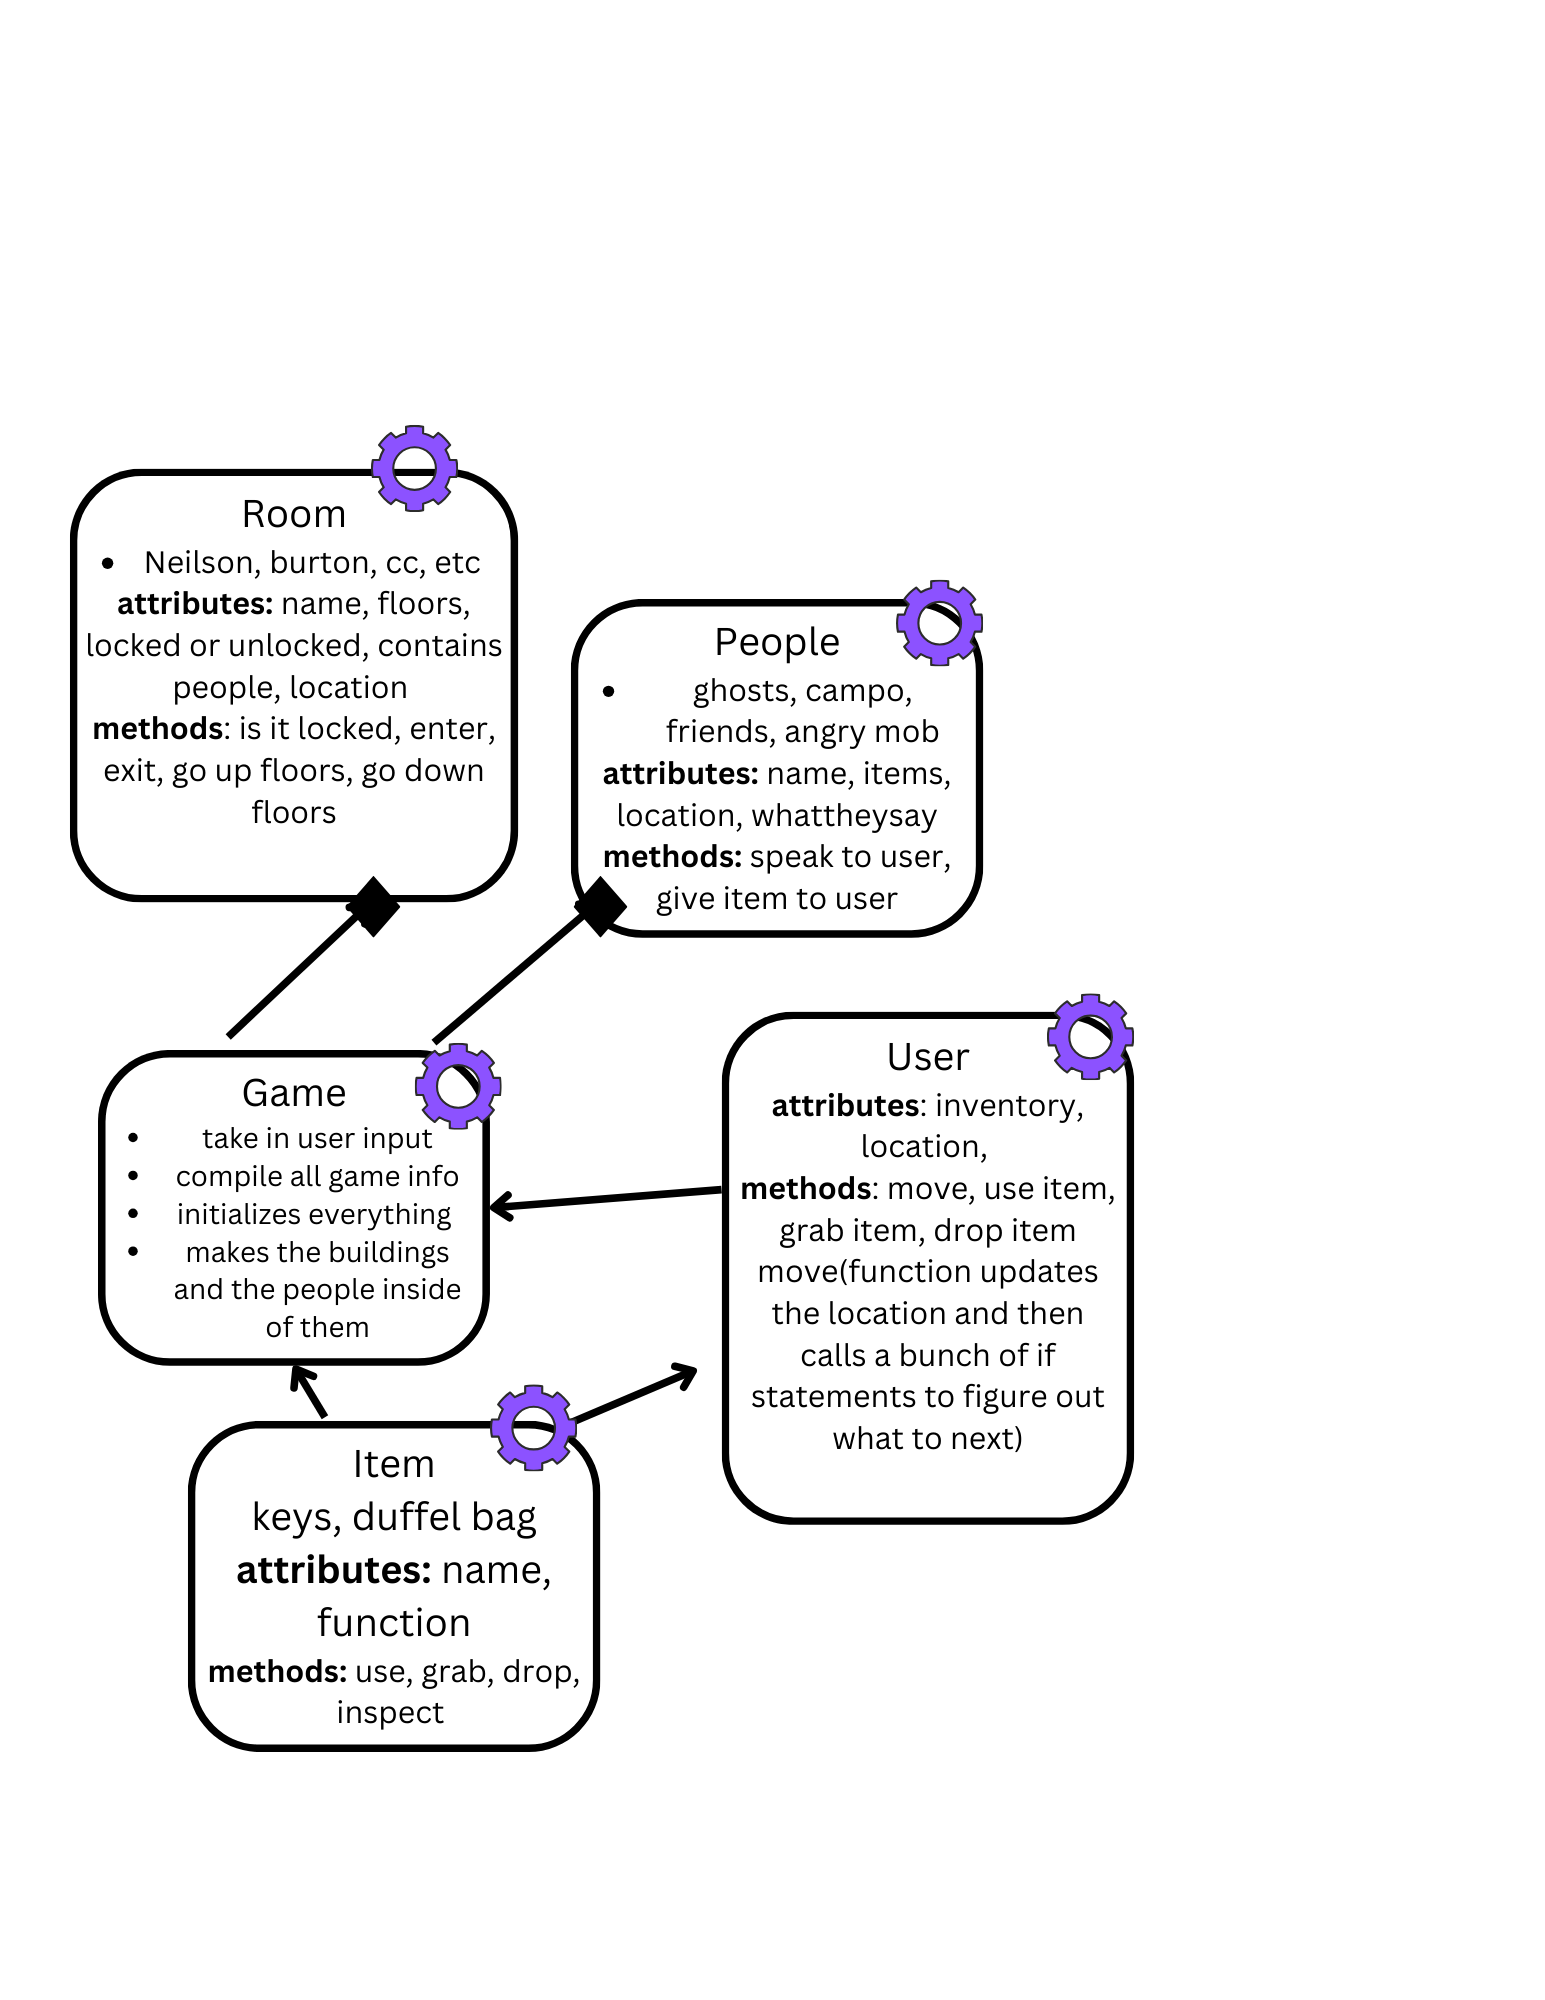 Room
• Neilson, burton, cc, etc
attributes: name, floors,
locked or unlocked, contains
people, location
methods: is it locked, enter,
exit, go up floors, go down
floors
People
• ghosts, campo,
friends, angry mob
attributes: name, items,
location, whattheysay
methods: speak to user,
give item to user
Game
• take in user input
• compile all game info
• initializes everything
• makes the buildings
and the people inside
of them
User
attributes: inventory,
location,
methods: move, use item,
grab item, drop item
move(function updates
the location and then
calls a bunch of if
statements to figure out
what to next)
Item
keys, duffel bag
attributes: name,
function
methods: use, grab, drop,
inspect